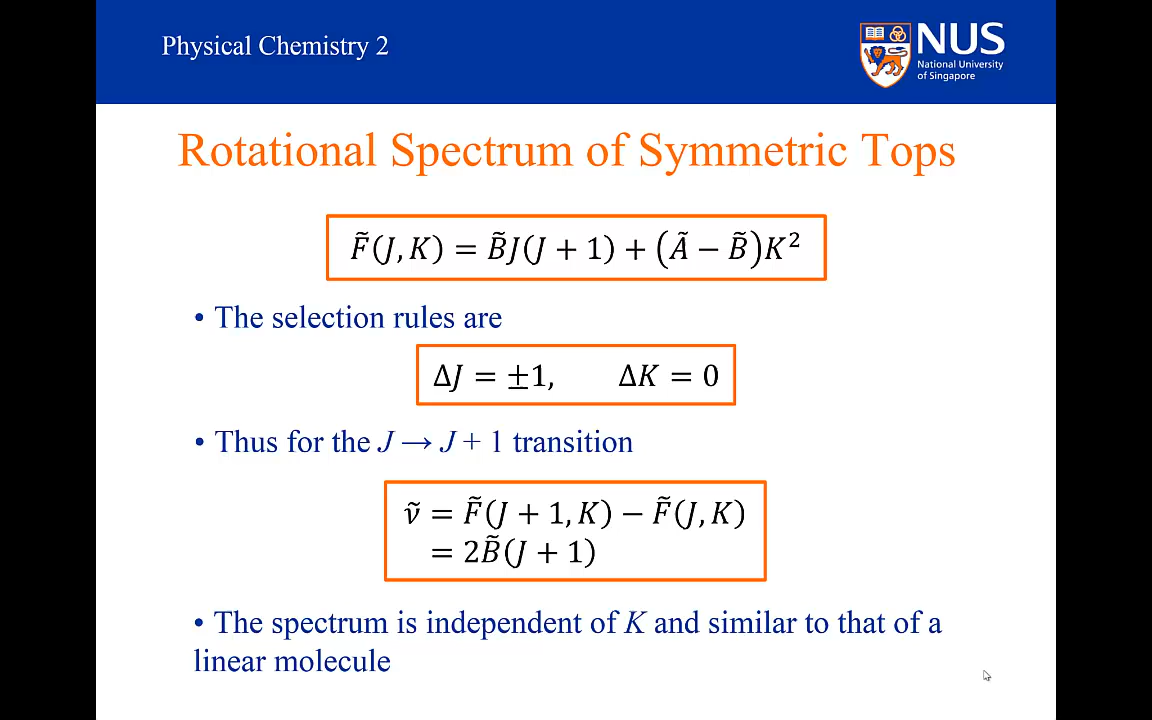 Physical Chemistry 2
NUS
National University
of Singapore
Rotational Spectrum of Symmetric Tops
F̃(J, K) = B̃J(J + 1) + (Ã − B̃)K²
• The selection rules are
ΔJ = ±1, ΔK = 0
• Thus for the J → J + 1 transition
ṽ = F̃(J + 1, K) − F̃(J, K)
= 2B̃(J + 1)
• The spectrum is independent of K and similar to that of a
linear molecule